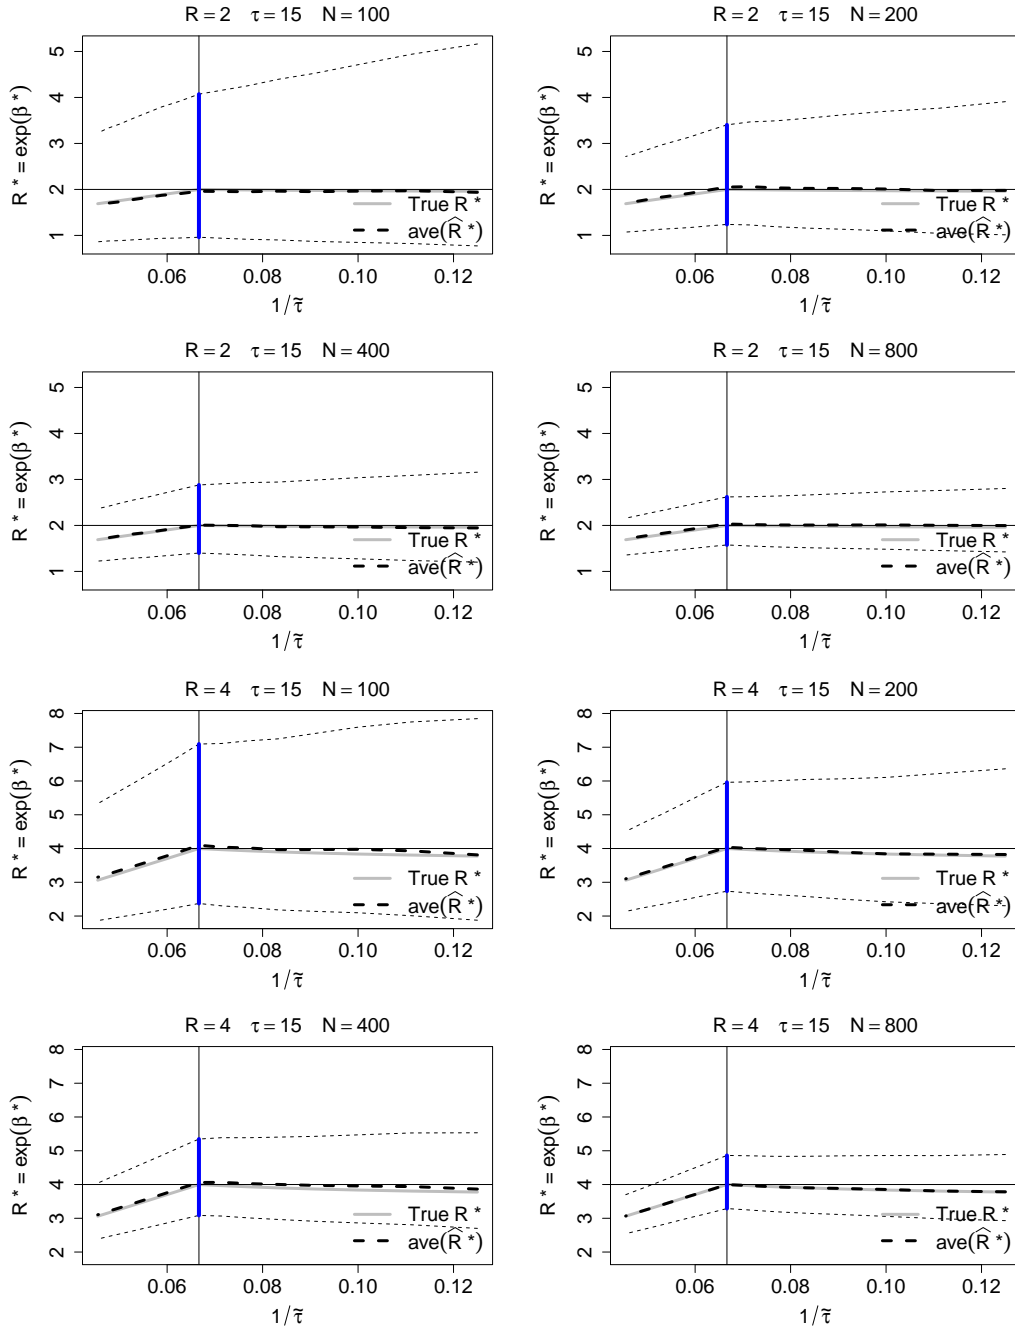 R = 2 τ = 15 N = 100
R* = exp(β*)
5
4
3
2
1
True R*
ave(R̂*)
0.06 0.08 0.10 0.12
1/τ̃
R = 2 τ = 15 N = 200
R* = exp(β*)
5
4
3
2
1
True R*
ave(R̂*)
0.06 0.08 0.10 0.12
1/τ̃
R = 2 τ = 15 N = 400
R* = exp(β*)
5
4
3
2
1
True R*
ave(R̂*)
0.06 0.08 0.10 0.12
1/τ̃
R = 2 τ = 15 N = 800
R* = exp(β*)
5
4
3
2
1
True R*
ave(R̂*)
0.06 0.08 0.10 0.12
1/τ̃
R = 4 τ = 15 N = 100
R* = exp(β*)
8
7
6
5
4
3
2
True R*
ave(R̂*)
0.06 0.08 0.10 0.12
1/τ̃
R = 4 τ = 15 N = 200
R* = exp(β*)
8
7
6
5
4
3
2
True R*
ave(R̂*)
0.06 0.08 0.10 0.12
1/τ̃
R = 4 τ = 15 N = 400
R* = exp(β*)
8
7
6
5
4
3
2
True R*
ave(R̂*)
0.06 0.08 0.10 0.12
1/τ̃
R = 4 τ = 15 N = 800
R* = exp(β*)
8
7
6
5
4
3
2
True R*
ave(R̂*)
0.06 0.08 0.10 0.12
1/τ̃